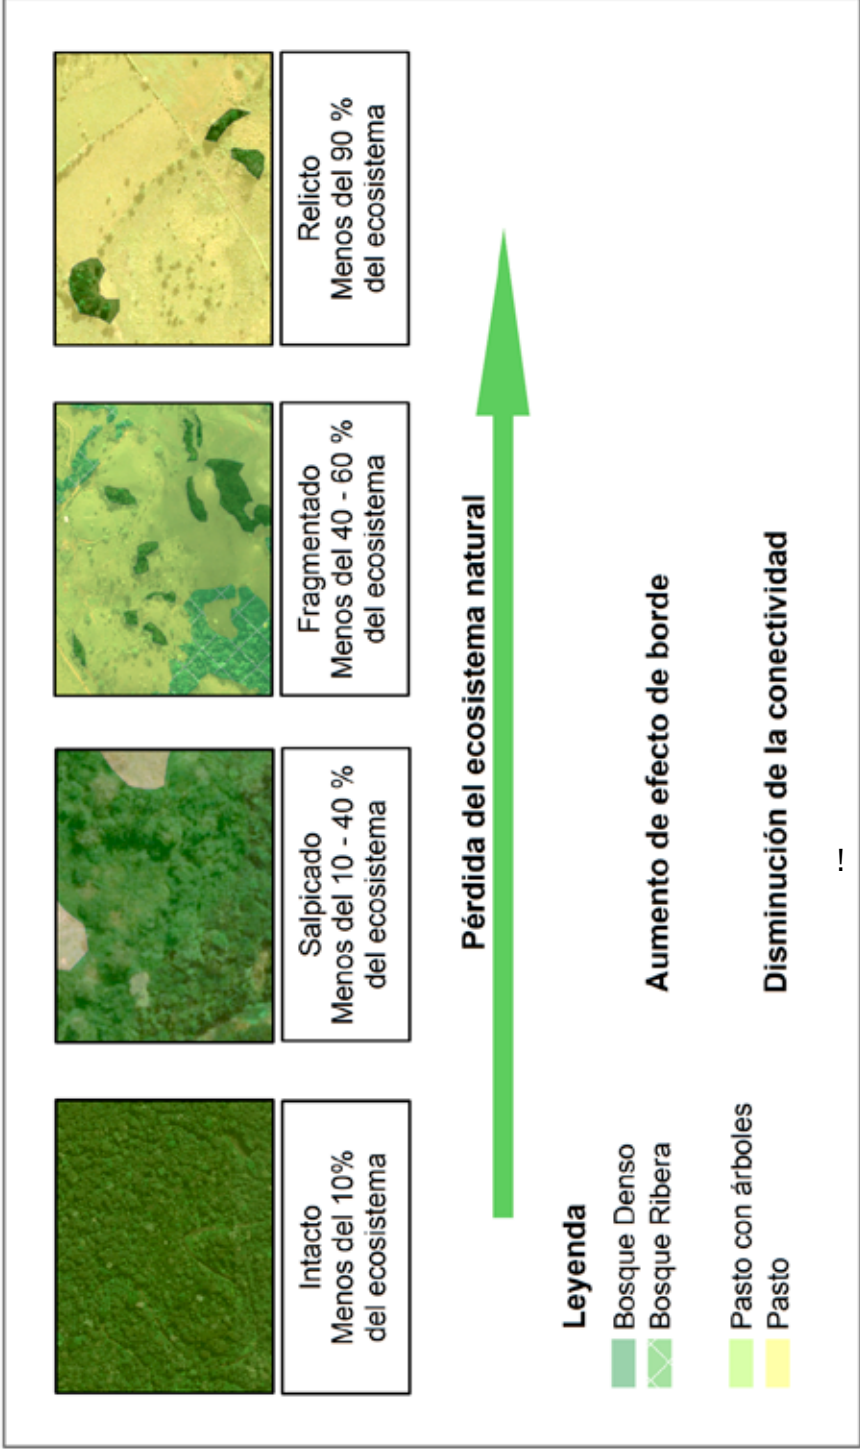 Intacto
Menos del 10%
del ecosistema
Salpicado
Menos del 10 - 40 %
del ecosistema
Fragmentado
Menos del 40 - 60 %
del ecosistema
Relicto
Menos del 90 %
del ecosistema
Pérdida del ecosistema natural
Leyenda
Bosque Denso
Bosque Ribera
Pasto con árboles
Pasto
Aumento de efecto de borde
Disminución de la conectividad
!